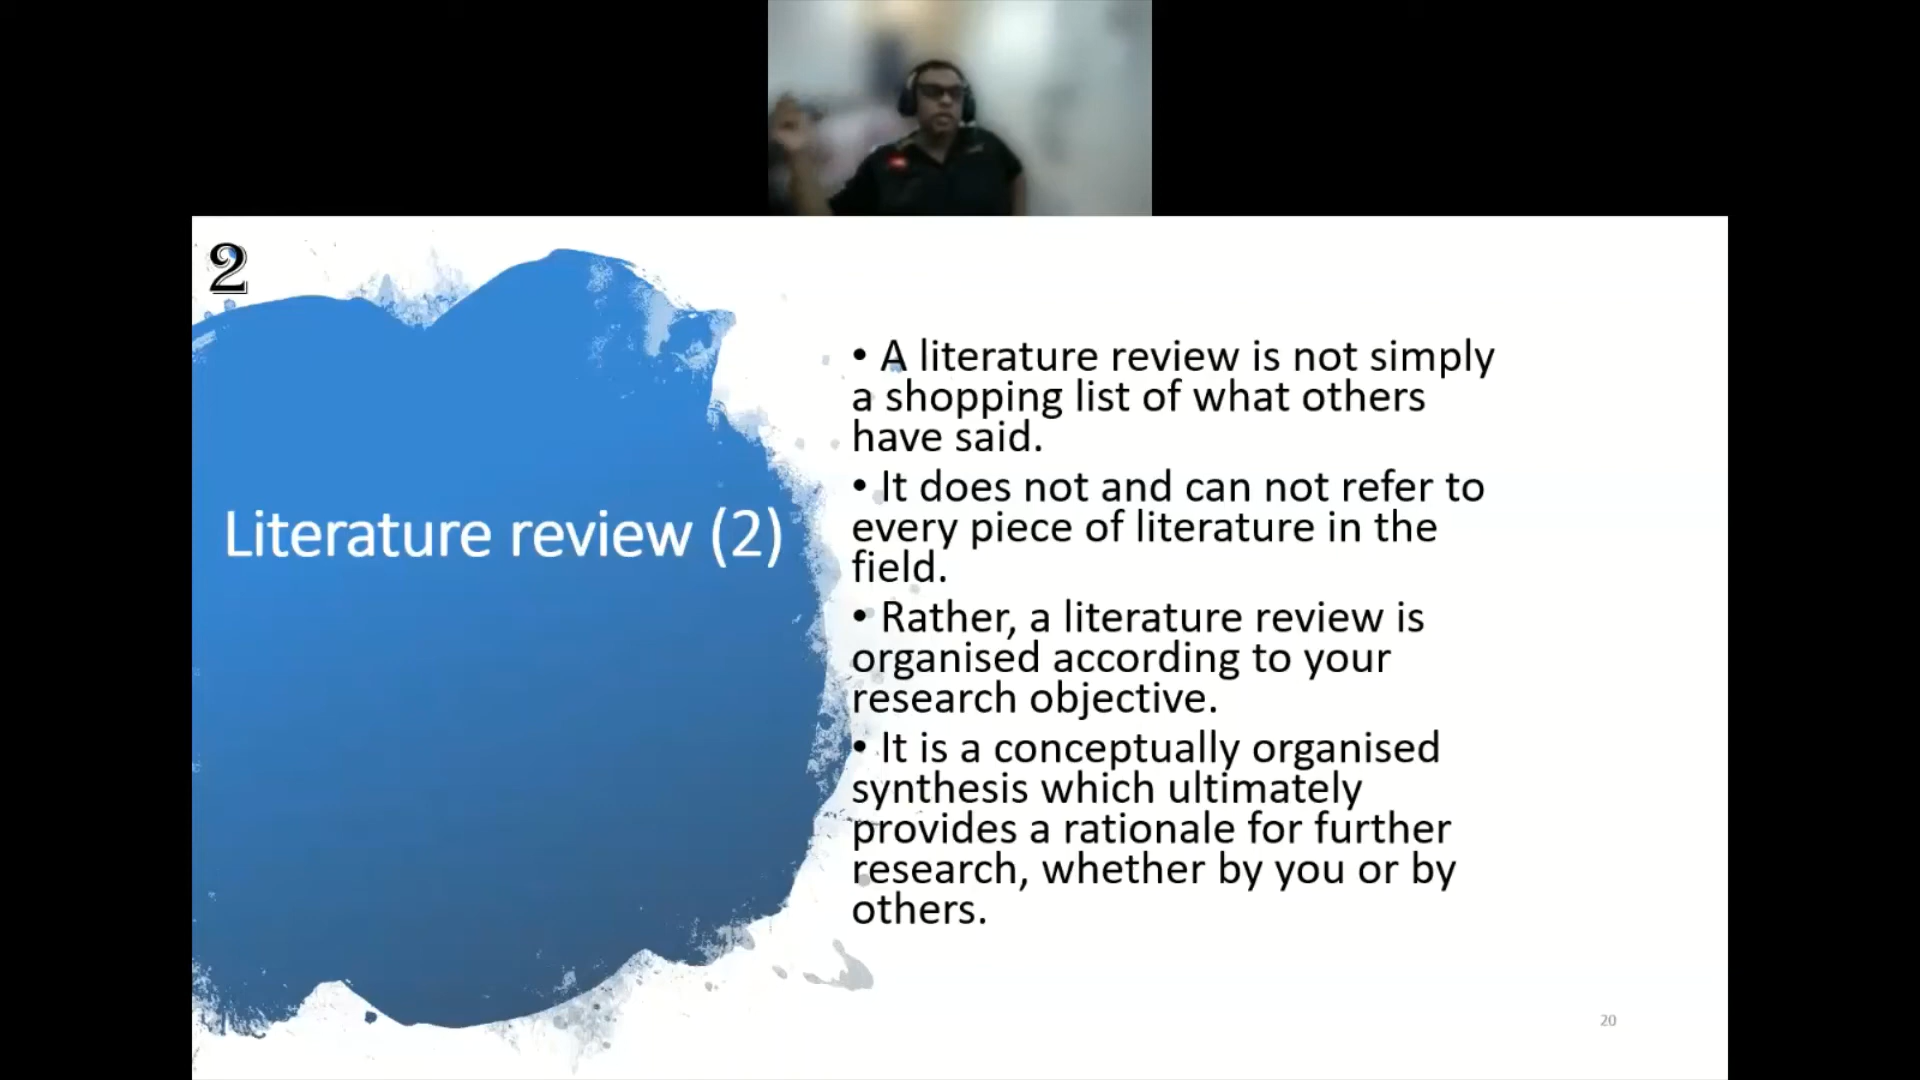 2
Literature review (2)
• A literature review is not simply
a shopping list of what others
have said.
• It does not and can not refer to
every piece of literature in the
field.
• Rather, a literature review is
organised according to your
research objective.
• It is a conceptually organised
synthesis which ultimately
provides a rationale for further
research, whether by you or by
others.
20